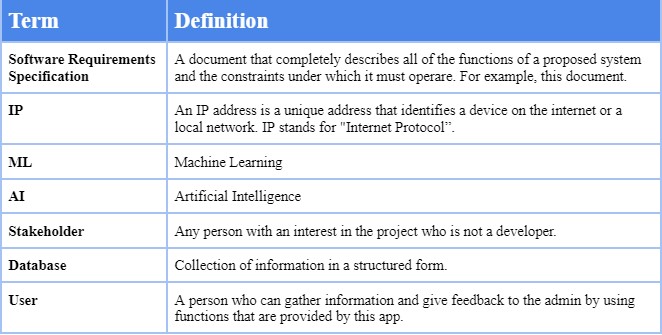 Term Definition
Software Requirements A document that completely describes all of the functions of a proposed system
Specification and the constraints under which it must operare. For example, this document.
IP An IP address is a unique address that identifies a device on the internet or a
local network. IP stands for "Internet Protocol”.
ML Machine Learning
AI Artificial Intelligence
Stakeholder Any person with an interest in the project who is not a developer.
Database Collection of information in a structured form.
User A person who can gather information and give feedback to the admin by using
functions that are provided by this app.